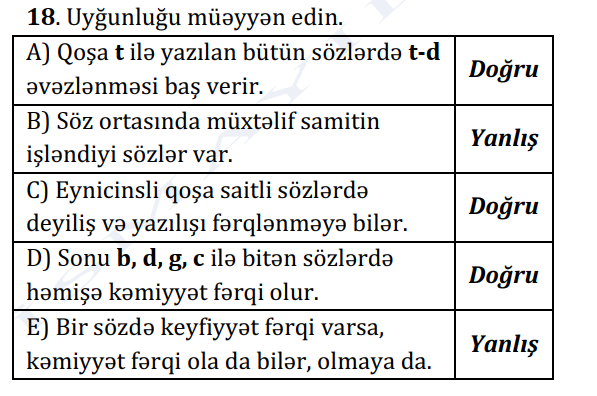 18. Uyğunluğu müəyyən edin.
A) Qoşa t ilə yazılan bütün sözlərdə t-d
əvəzlənməsi baş verir.
Doğru
B) Söz ortasında müxtəlif samitin
işləndiyi sözlər var.
Yanlış
C) Eynicinsli qoşa saitli sözlərdə
deyiliş və yazılışı fərqlənməyə bilər.
Doğru
D) Sonu b, d, g, c ilə bitən sözlərdə
həmişə kəmiyyət fərqi olur.
Doğru
E) Bir sözdə keyfiyyət fərqi varsa,
kəmiyyət fərqi ola da bilər, olmaya da.
Yanlış